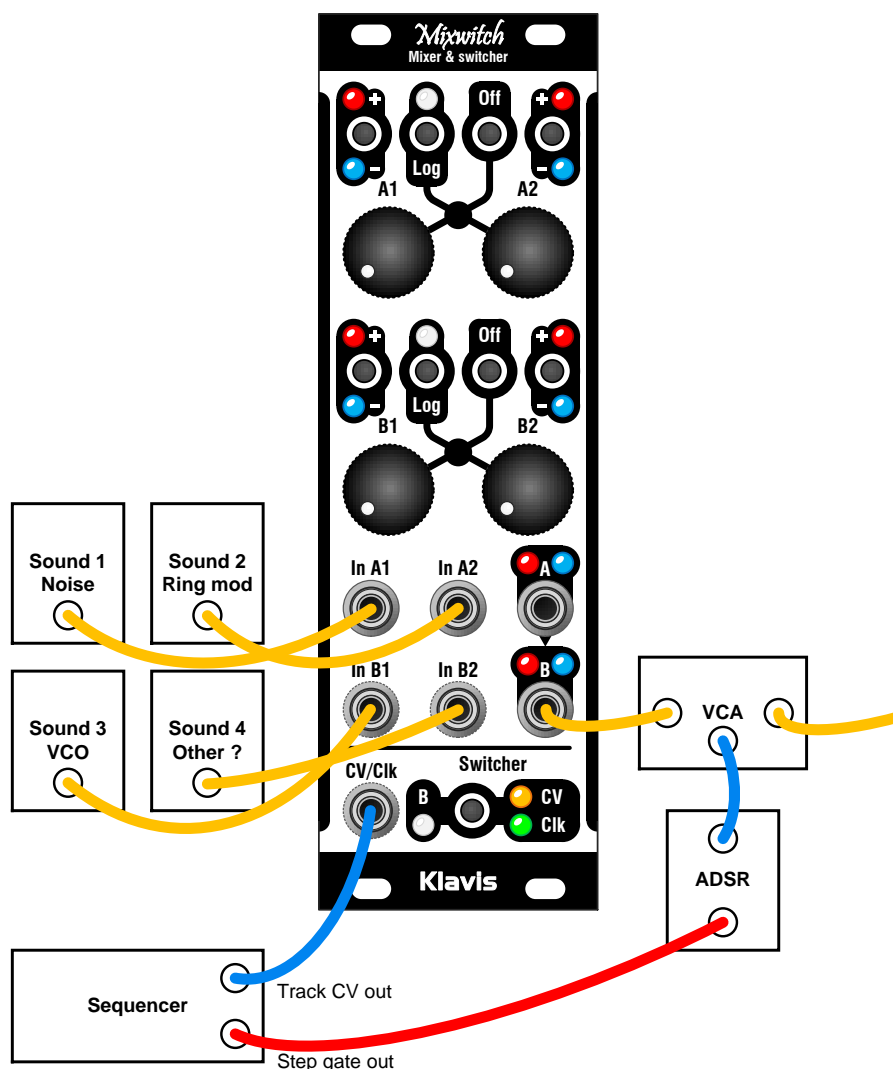 Mixwitch
Mixer & switcher
+
Off
+
-
Log
-
A1
A2
+
Off
+
-
Log
-
B1
B2
Sound 1
Noise
Sound 2
Ring mod
In A1
In A2
A
Sound 3
VCO
Sound 4
Other ?
In B1
In B2
B
VCA
CV/Clk
Switcher
B
CV
Clk
Klavis
ADSR
Sequencer
Track CV out
Step gate out